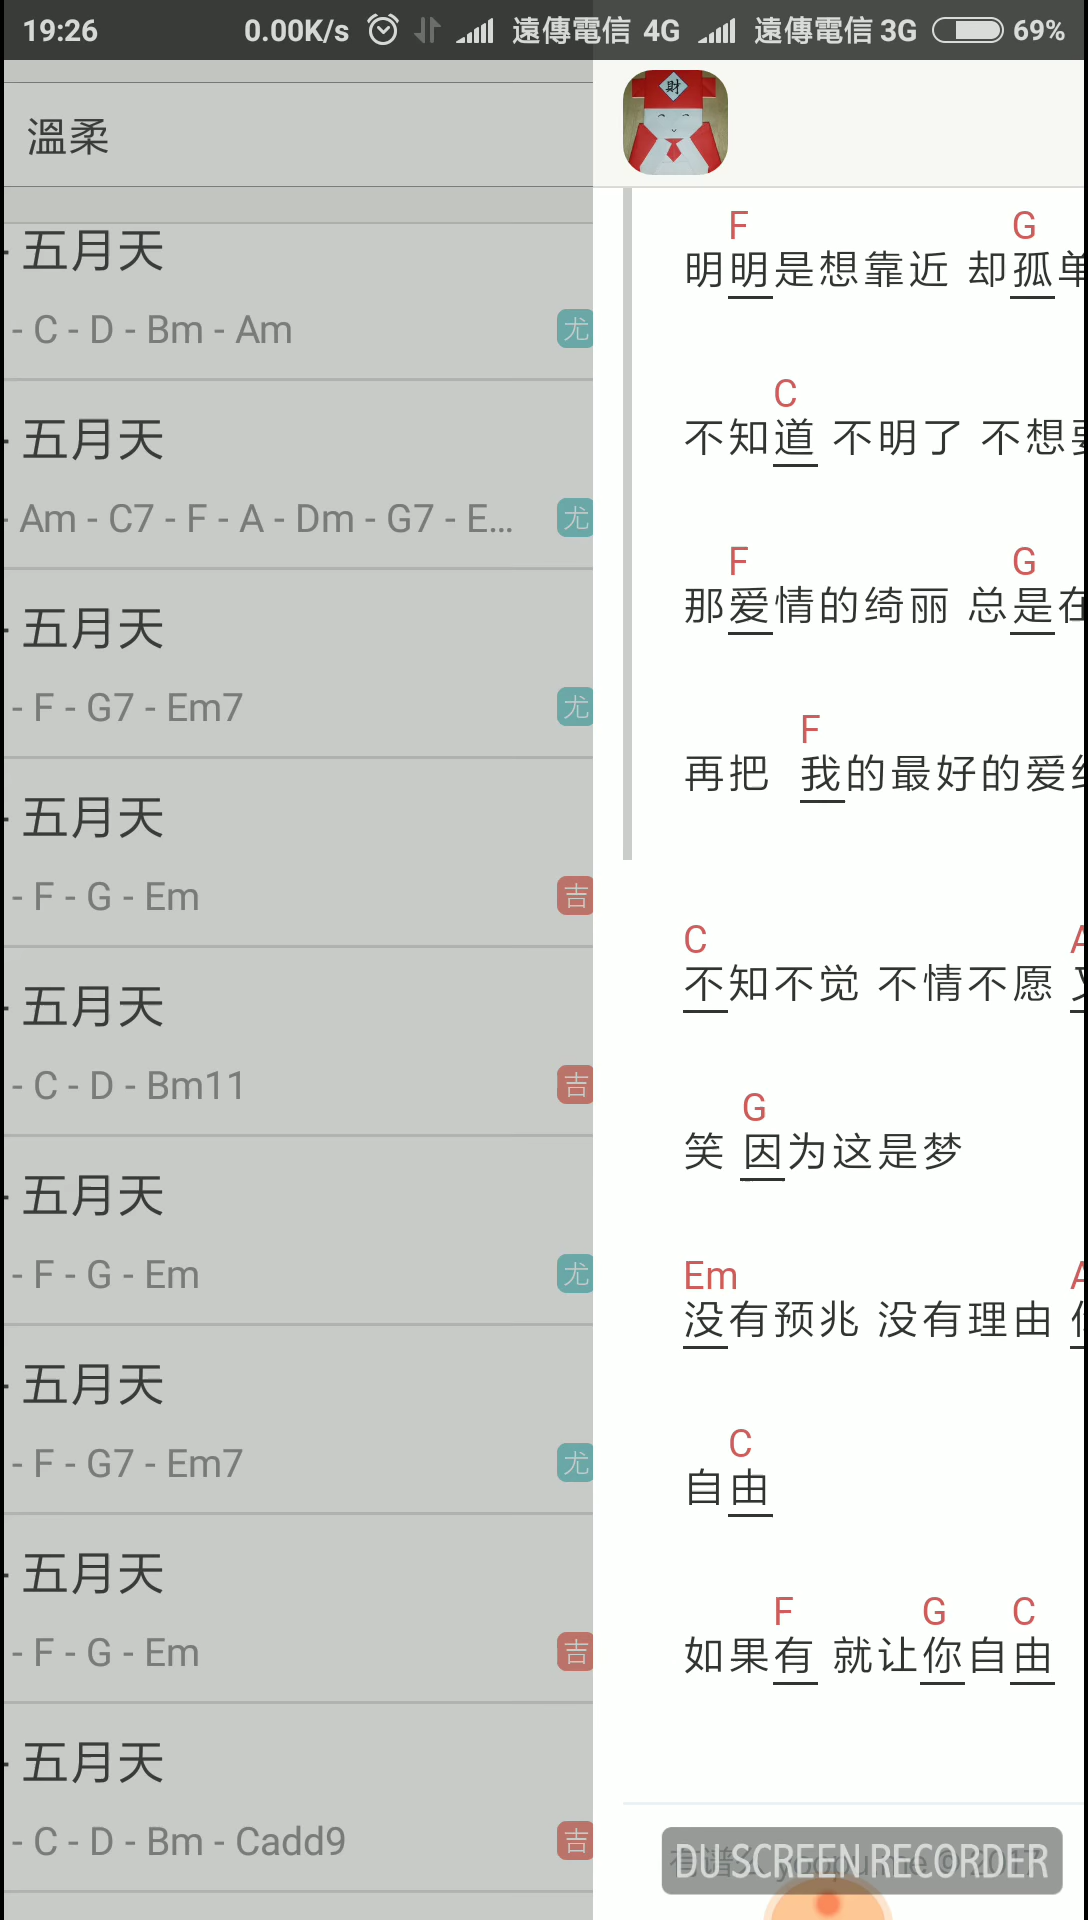 19:26 0.00K/s 遠傳電信 4G 遠傳電信 3G 69%
溫柔
- 五月天
- C - D - Bm - Am 尤
- 五月天
- Am - C7 - F - A - Dm - G7 - E... 尤
- 五月天
- F - G7 - Em7 尤
- 五月天
- F - G - Em 吉
- 五月天
- C - D - Bm11 吉
- 五月天
- F - G - Em 尤
- 五月天
- F - G7 - Em7 尤
- 五月天
- F - G - Em 吉
- 五月天
- C - D - Bm - Cadd9 吉
財
F G
明明是想靠近 却孤单
C
不知道 不明了 不想要
F G
那爱情的绮丽 总是在
F
再把 我的最好的爱给
C A
不知不觉 不情不愿
G
笑 因为这是梦
Em A
没有预兆 没有理由
C
自由
F G C
如果有 就让你自由
DU SCREEN RECORDER